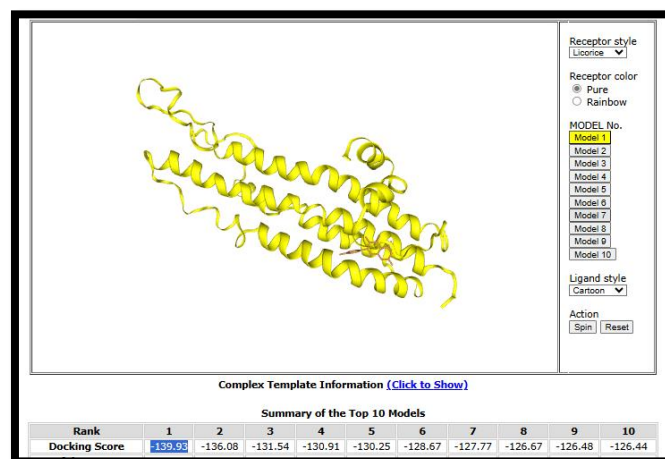 Receptor style
Licorice
Receptor color
Pure
Rainbow
MODEL No.
Model 1
Model 2
Model 3
Model 4
Model 5
Model 6
Model 7
Model 8
Model 9
Model 10
Ligand style
Cartoon
Action
Spin Reset
Complex Template Information (Click to Show)
Summary of the Top 10 Models
Rank 1 2 3 4 5 6 7 8 9 10
Docking Score -139.93 -136.08 -131.54 -130.91 -130.25 -128.67 -127.77 -126.67 -126.48 -126.44